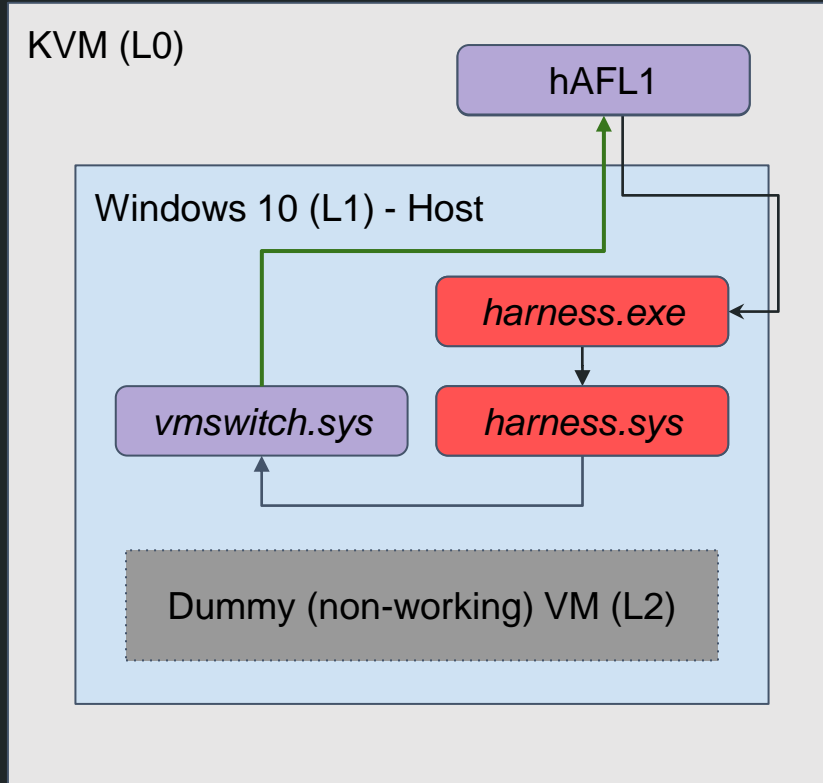 KVM (L0)
hAFL1
Windows 10 (L1) - Host
harness.exe
vmswitch.sys
harness.sys
Dummy (non-working) VM (L2)